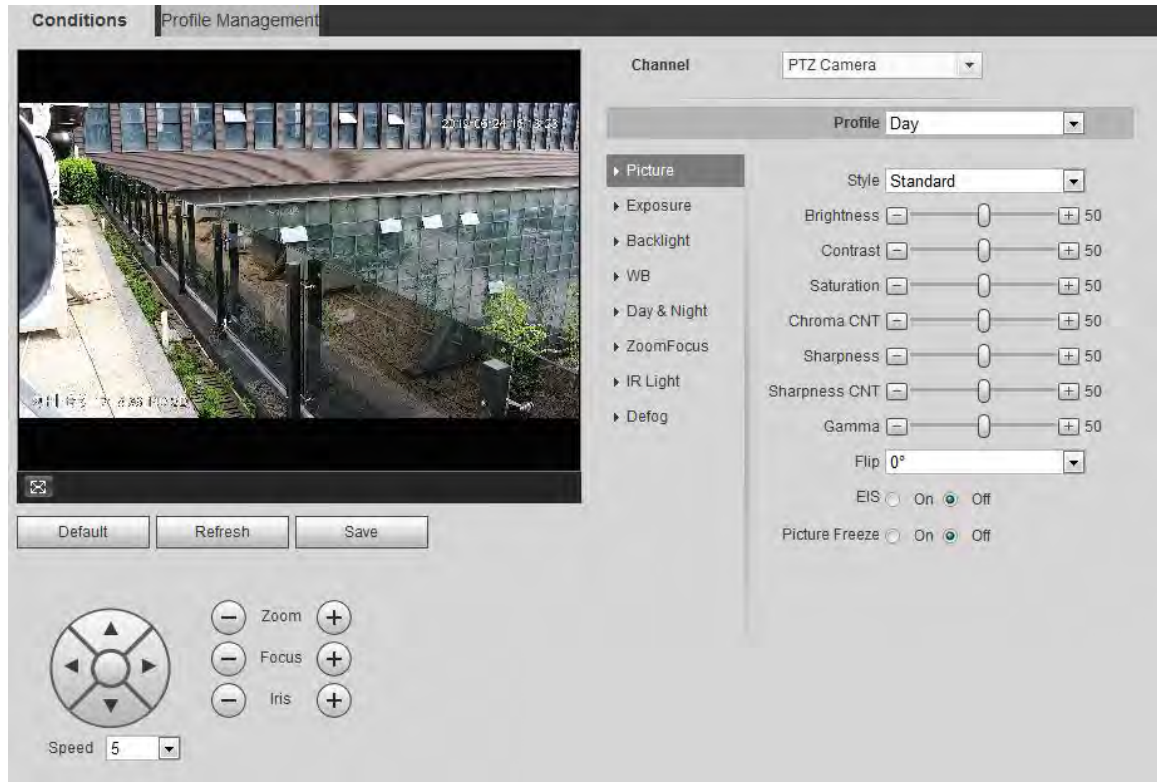 Conditions
Profile Management
Channel
PTZ Camera
Profile
Day
Picture
Exposure
Backlight
WB
Day & Night
ZoomFocus
IR Light
Defog
Style
Standard
Brightness
50
Contrast
50
Saturation
50
Chroma CNT
50
Sharpness
50
Sharpness CNT
50
Gamma
50
Flip
0°
EIS
On
Off
Picture Freeze
On
Off
Default
Refresh
Save
Zoom
Focus
Iris
Speed
5